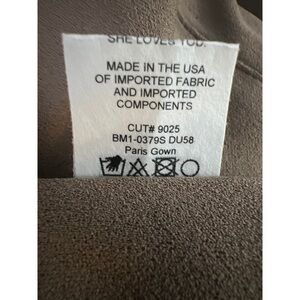 SHE LOVES YOU.
MADE IN THE USA
OF IMPORTED FABRIC
AND IMPORTED
COMPONENTS
CUT# 9025
BM1-0379S DU58
Paris Gown